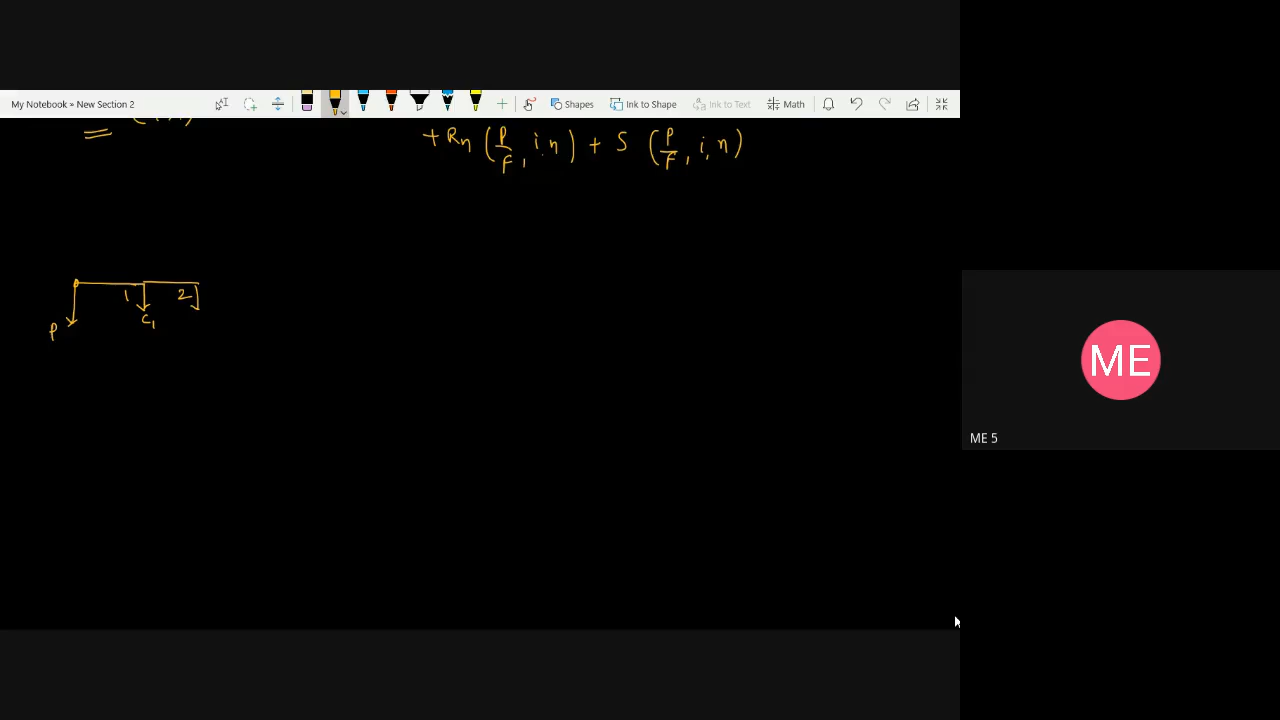 My Notebook » New Section 2
Shapes
Ink to Shape
Ink to Text
Math
+ Rn (P/F, i, n) + S (P/F, i, n)
1 2
P C1
ME
ME 5